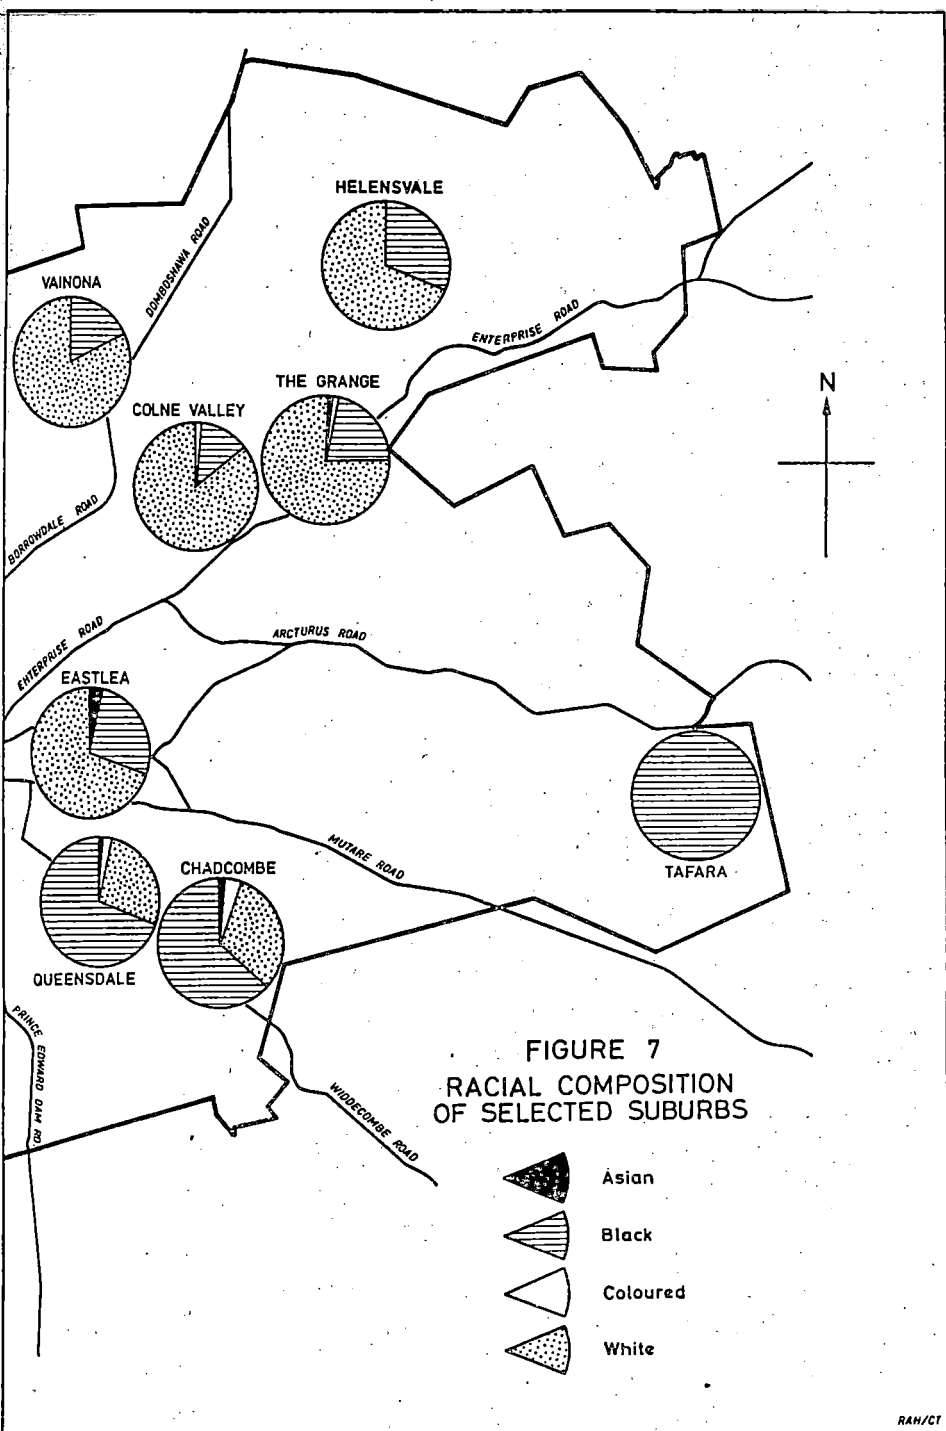 HELENSVALE
DOMBOSHAWA ROAD
VAINONA
ENTERPRISE ROAD
THE GRANGE
N
COLNE VALLEY
BORROWDALE ROAD
ENTERPRISE ROAD
ARCTURUS ROAD
EASTLEA
MUTARE ROAD
CHADCOMBE
TAFARA
QUEENSDALE
PRINCE EDWARD DAM RD.
WIDDECOMBE ROAD
FIGURE 7
RACIAL COMPOSITION
OF SELECTED SUBURBS
Asian
Black
Coloured
White
RAH/CT